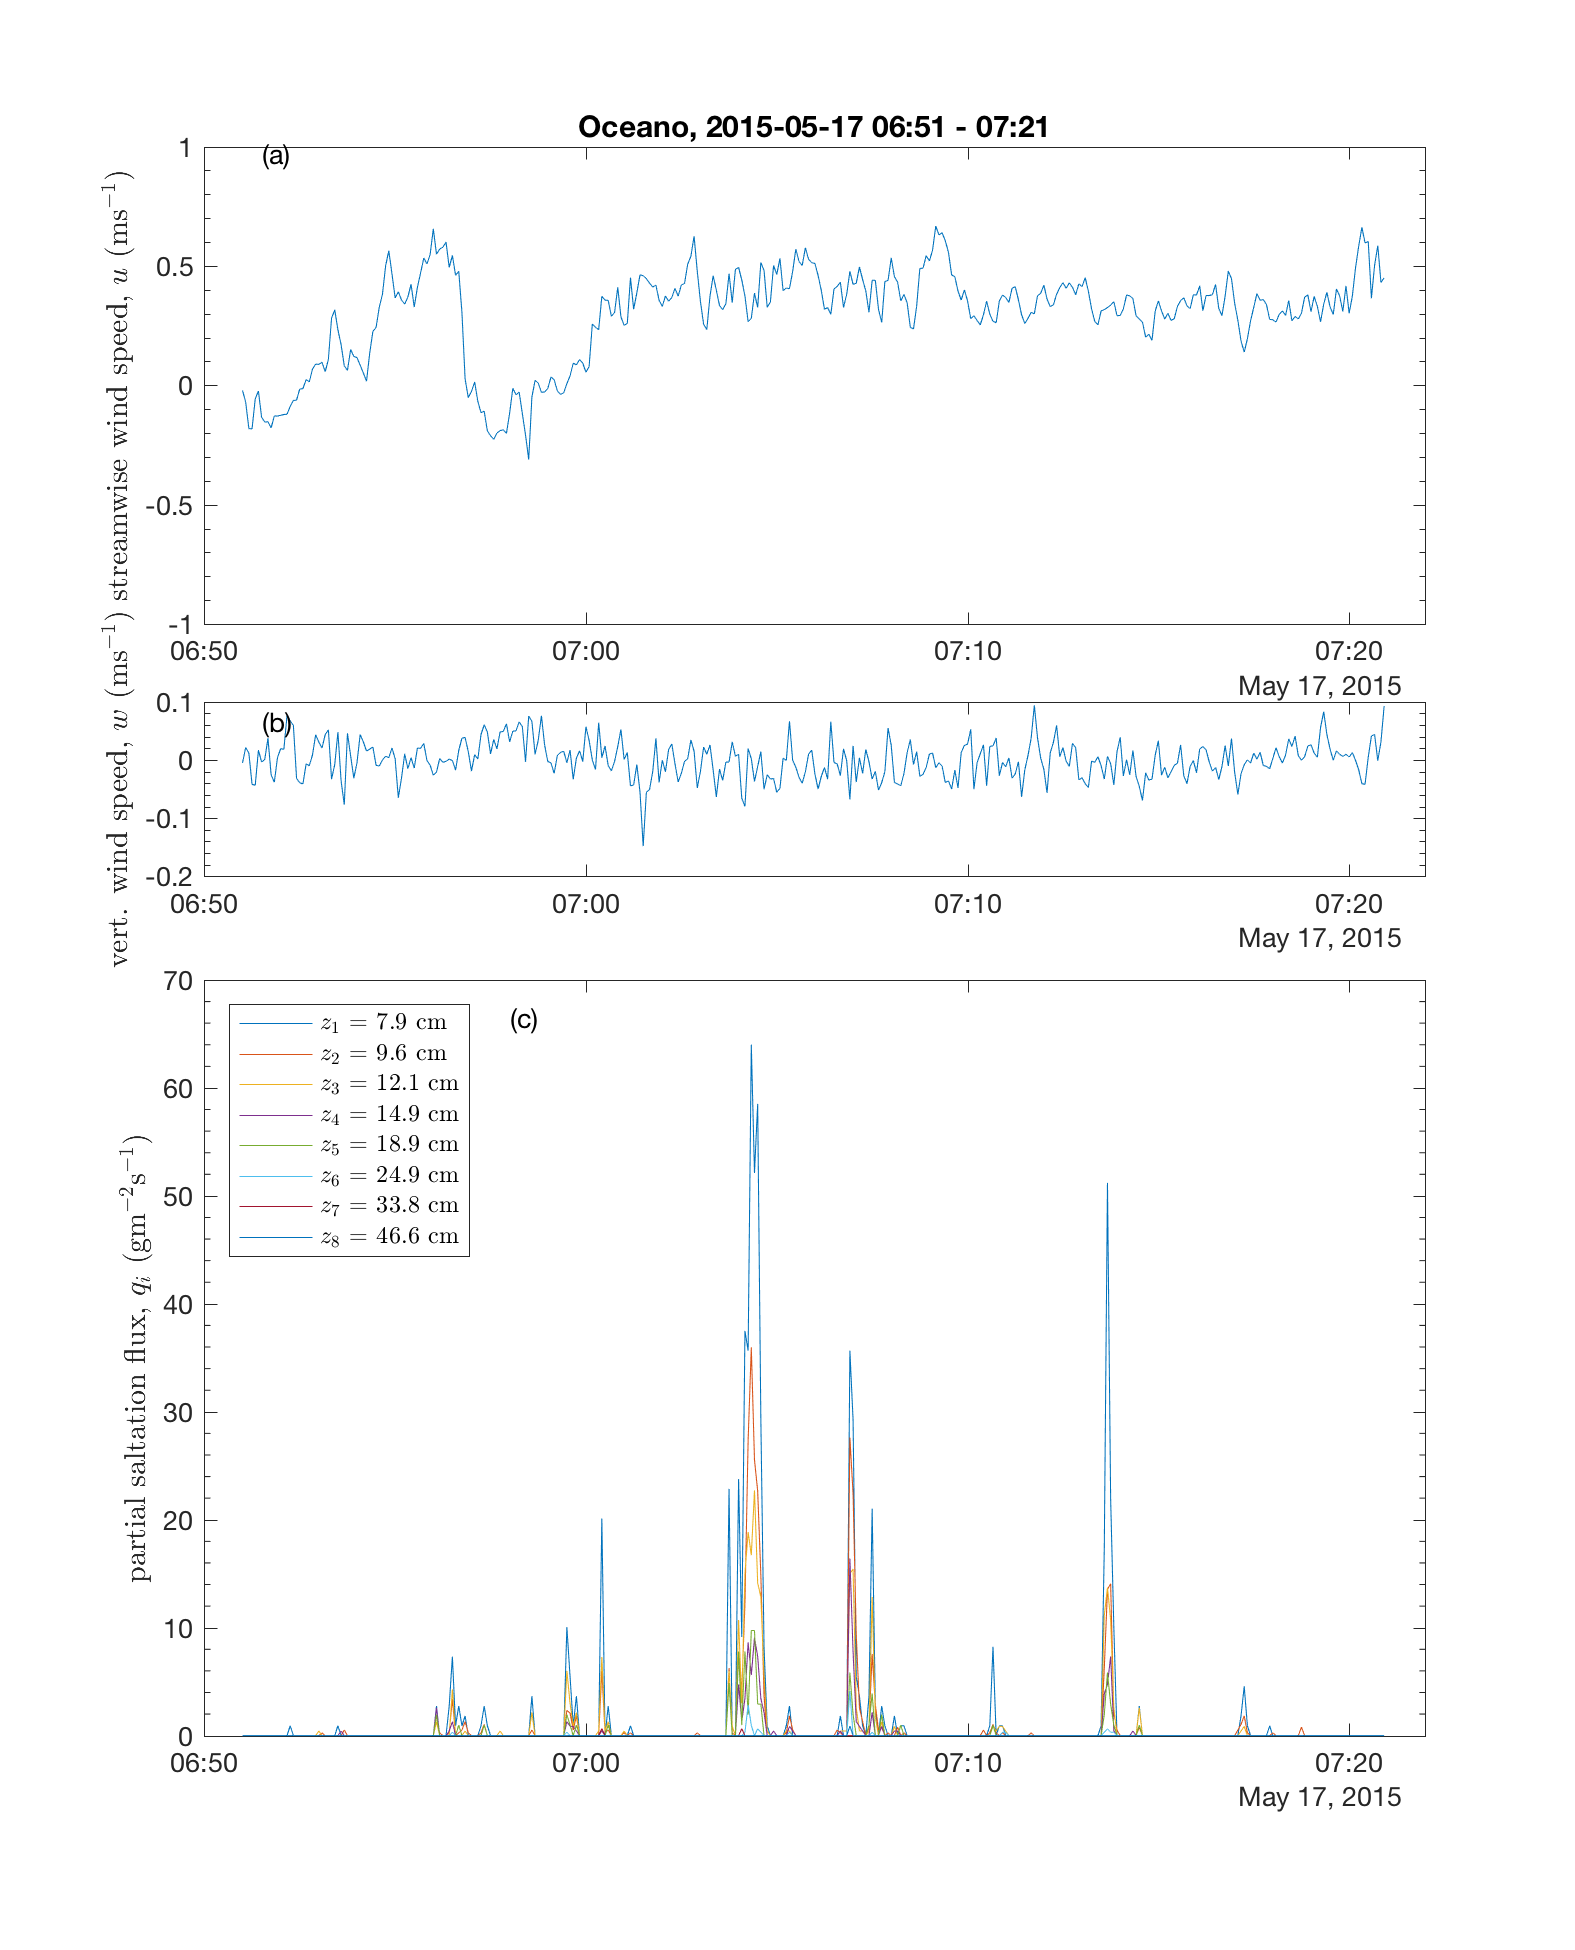 Oceano, 2015-05-17 06:51 - 07:21
(a)
streamwise wind speed, u (ms⁻¹)
1
0.5
0
-0.5
-1
06:50 07:00 07:10 07:20
May 17, 2015
(b)
vert. wind speed, w (ms⁻¹)
0.1
0
-0.1
-0.2
06:50 07:00 07:10 07:20
May 17, 2015
(c)
partial saltation flux, qᵢ (gm⁻²s⁻¹)
70
60
50
40
30
20
10
0
z₁ = 7.9 cm
z₂ = 9.6 cm
z₃ = 12.1 cm
z₄ = 14.9 cm
z₅ = 18.9 cm
z₆ = 24.9 cm
z₇ = 33.8 cm
z₈ = 46.6 cm
06:50 07:00 07:10 07:20
May 17, 2015